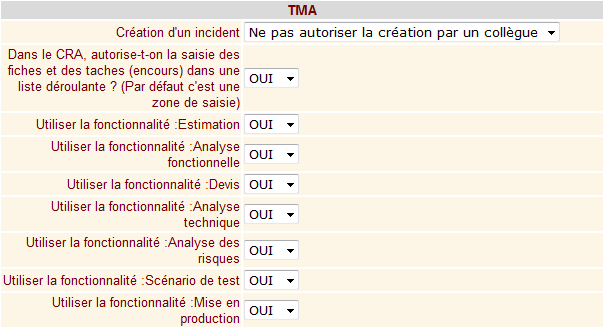 TMA
Création d'un incident Ne pas autoriser la création par un collègue
Dans le CRA, autorise-t-on la saisie des
fiches et des taches (encours) dans une
liste déroulante ? (Par défaut c'est une
zone de saisie) OUI
Utiliser la fonctionnalité :Estimation OUI
Utiliser la fonctionnalité :Analyse
fonctionnelle OUI
Utiliser la fonctionnalité :Devis OUI
Utiliser la fonctionnalité :Analyse
technique OUI
Utiliser la fonctionnalité :Analyse des
risques OUI
Utiliser la fonctionnalité :Scénario de test OUI
Utiliser la fonctionnalité :Mise en
production OUI